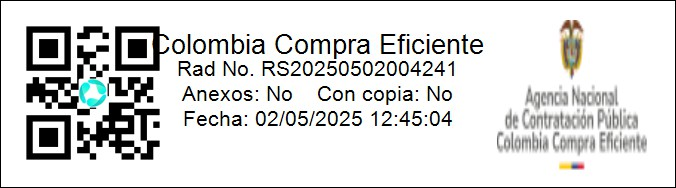 Colombia Compra Eficiente
Rad No. RS20250502004241
Anexos: No Con copia: No
Fecha: 02/05/2025 12:45:04
Agencia Nacional
de Contratación Pública
Colombia Compra Eficiente